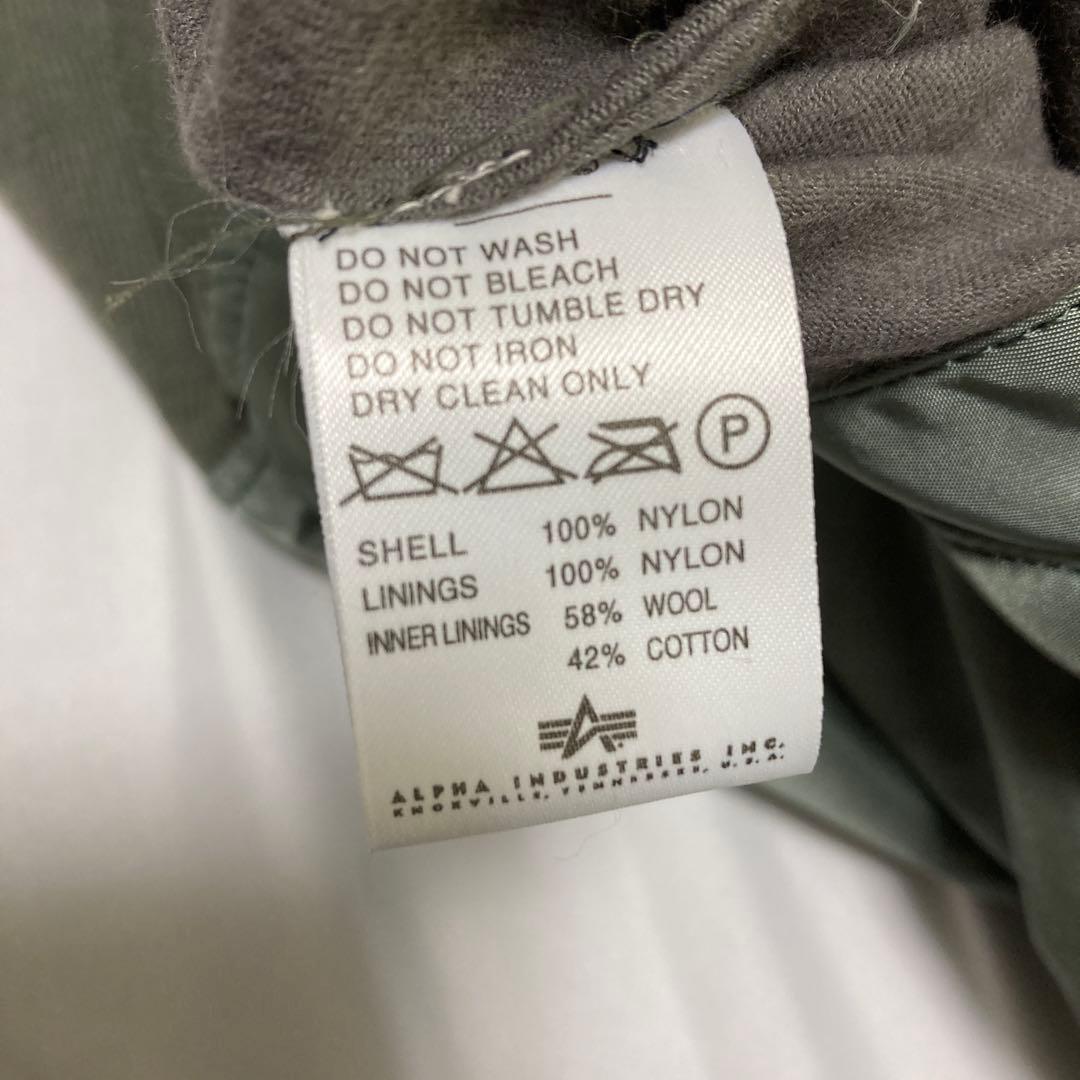 DO NOT WASH
DO NOT BLEACH
DO NOT TUMBLE DRY
DO NOT IRON
DRY CLEAN ONLY
P
SHELL 100% NYLON
LININGS 100% NYLON
INNER LININGS 58% WOOL
42% COTTON
ALPHA INDUSTRIES INC.
KNOXVILLE, TENNESSEE, U.S.A.